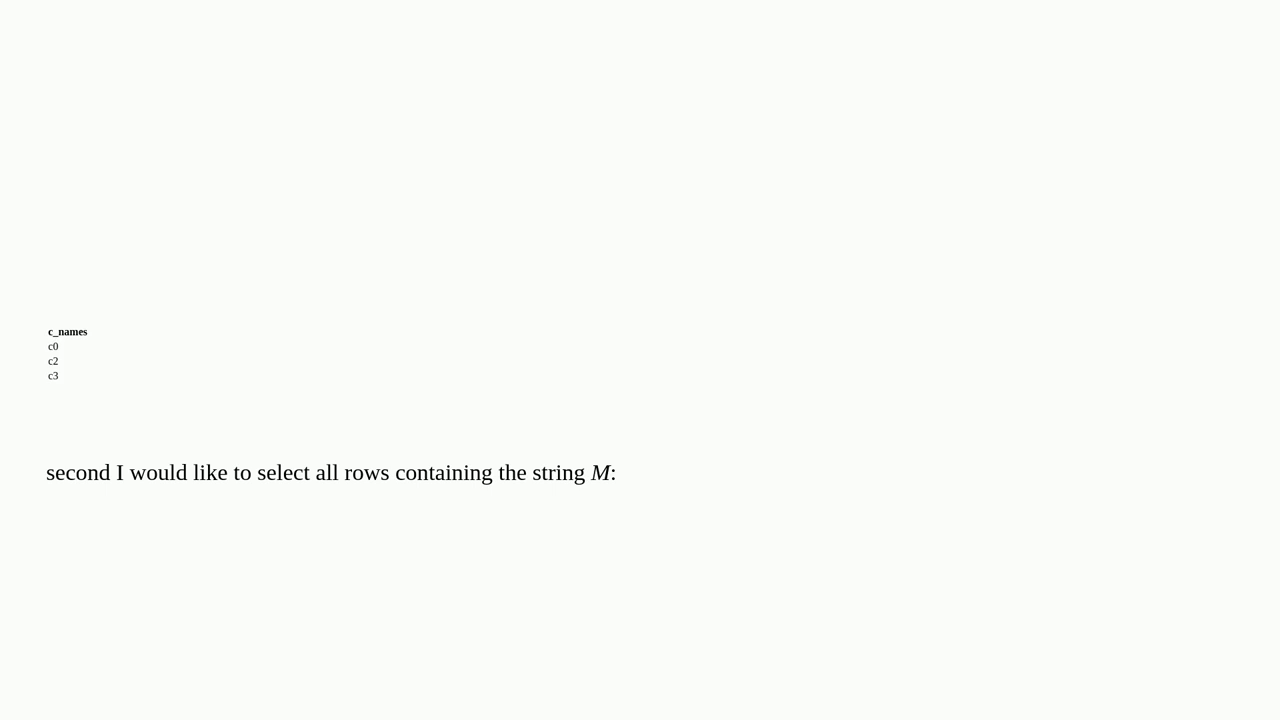 c_names
c0
c2
c3
second I would like to select all rows containing the string M: